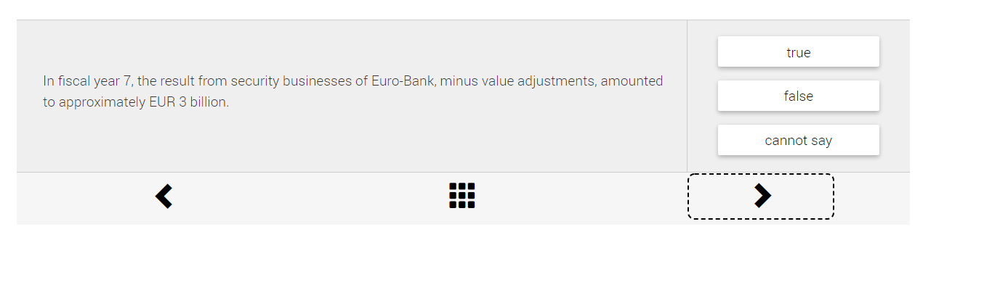 In fiscal year 7, the result from security businesses of Euro-Bank, minus value adjustments, amounted
to approximately EUR 3 billion.
true
false
cannot say